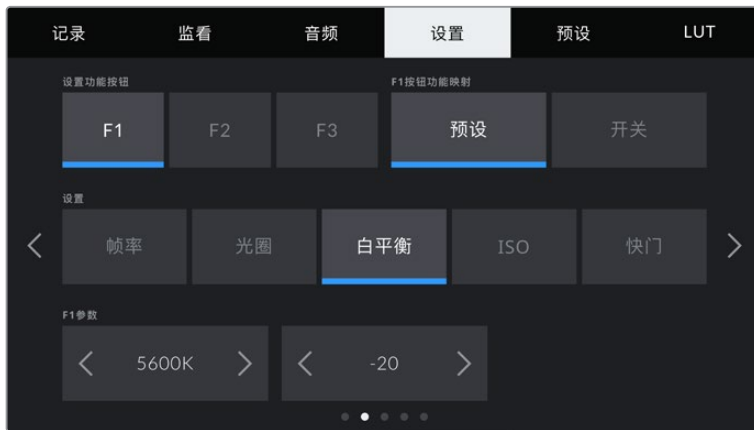 记录 监看 音频 设置 预设 LUT
设置功能按钮 F1按钮功能映射
F1 F2 F3 预设 开关
设置
帧率 光圈 白平衡 ISO 快门
F1参数
5600K -20